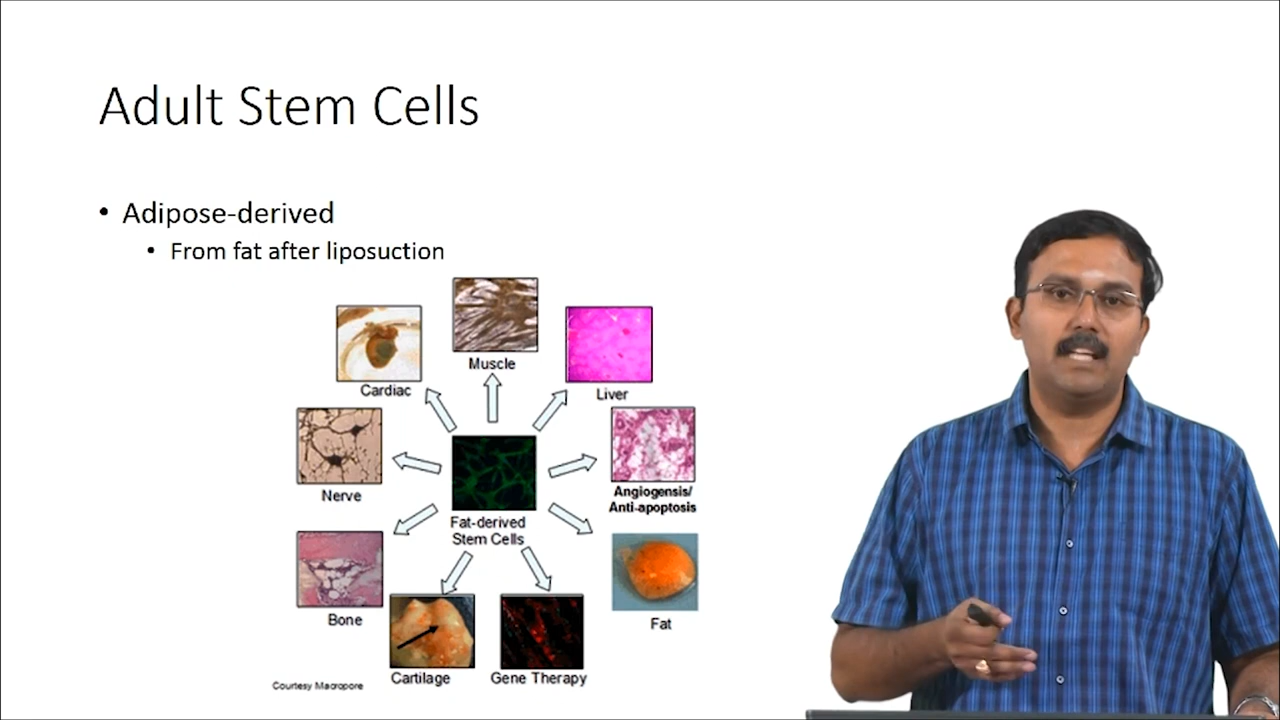 Adult Stem Cells
• Adipose-derived
• From fat after liposuction
Muscle
Cardiac
Liver
Nerve
Angiogensis/
Anti-apoptosis
Fat-derived
Stem Cells
Bone
Fat
Cartilage
Gene Therapy
Courtesy Macropore